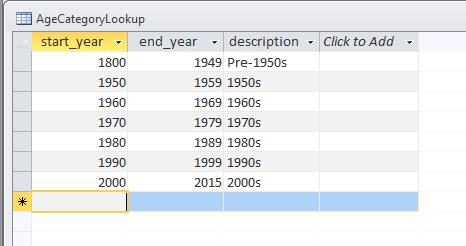 AgeCategoryLookup
start_year end_year description Click to Add
1800 1949 Pre-1950s
1950 1959 1950s
1960 1969 1960s
1970 1979 1970s
1980 1989 1980s
1990 1999 1990s
2000 2015 2000s